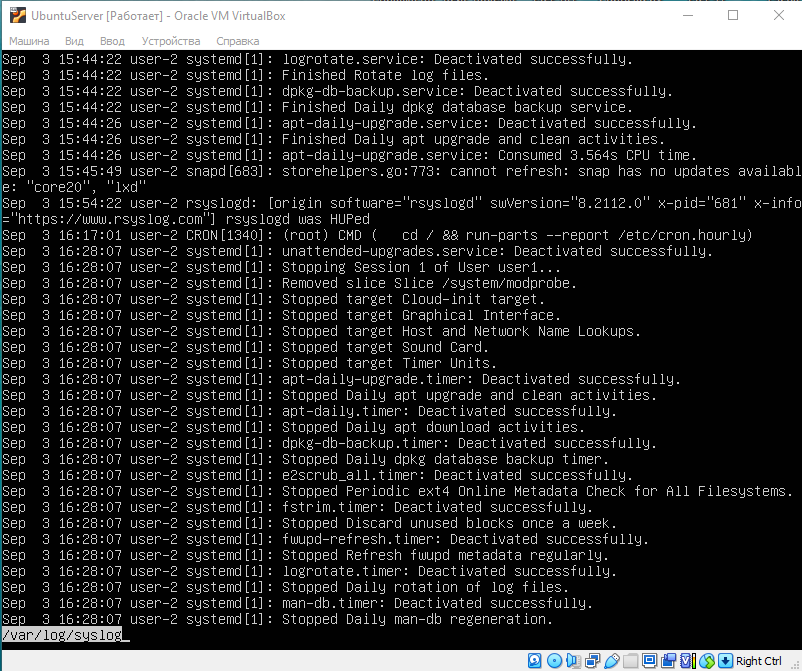 UbuntuServer [Работает] - Oracle VM VirtualBox
Машина Вид Ввод Устройства Справка
Sep  3 15:44:22 user-2 systemd[1]: logrotate.service: Deactivated successfully.
Sep  3 15:44:22 user-2 systemd[1]: Finished Rotate log files.
Sep  3 15:44:22 user-2 systemd[1]: dpkg-db-backup.service: Deactivated successfully.
Sep  3 15:44:22 user-2 systemd[1]: Finished Daily dpkg database backup service.
Sep  3 15:44:26 user-2 systemd[1]: apt-daily-upgrade.service: Deactivated successfully.
Sep  3 15:44:26 user-2 systemd[1]: Finished Daily apt upgrade and clean activities.
Sep  3 15:44:26 user-2 systemd[1]: apt-daily-upgrade.service: Consumed 3.564s CPU time.
Sep  3 15:45:49 user-2 snapd[683]: storehelpers.go:773: cannot refresh: snap has no updates availabl
e: "core20", "lxd"
Sep  3 15:54:22 user-2 rsyslogd: [origin software="rsyslogd" swVersion="8.2112.0" x-pid="681" x-info
="https://www.rsyslog.com"] rsyslogd was HUPed
Sep  3 16:17:01 user-2 CRON[1340]: (root) CMD (   cd / && run-parts --report /etc/cron.hourly)
Sep  3 16:28:07 user-2 systemd[1]: unattended-upgrades.service: Deactivated successfully.
Sep  3 16:28:07 user-2 systemd[1]: Stopping Session 1 of User user1...
Sep  3 16:28:07 user-2 systemd[1]: Removed slice Slice /system/modprobe.
Sep  3 16:28:07 user-2 systemd[1]: Stopped target Cloud-init target.
Sep  3 16:28:07 user-2 systemd[1]: Stopped target Graphical Interface.
Sep  3 16:28:07 user-2 systemd[1]: Stopped target Host and Network Name Lookups.
Sep  3 16:28:07 user-2 systemd[1]: Stopped target Sound Card.
Sep  3 16:28:07 user-2 systemd[1]: Stopped target Timer Units.
Sep  3 16:28:07 user-2 systemd[1]: apt-daily-upgrade.timer: Deactivated successfully.
Sep  3 16:28:07 user-2 systemd[1]: Stopped Daily apt upgrade and clean activities.
Sep  3 16:28:07 user-2 systemd[1]: apt-daily.timer: Deactivated successfully.
Sep  3 16:28:07 user-2 systemd[1]: Stopped Daily apt download activities.
Sep  3 16:28:07 user-2 systemd[1]: dpkg-db-backup.timer: Deactivated successfully.
Sep  3 16:28:07 user-2 systemd[1]: Stopped Daily dpkg database backup timer.
Sep  3 16:28:07 user-2 systemd[1]: e2scrub_all.timer: Deactivated successfully.
Sep  3 16:28:07 user-2 systemd[1]: Stopped Periodic ext4 Online Metadata Check for All Filesystems.
Sep  3 16:28:07 user-2 systemd[1]: fstrim.timer: Deactivated successfully.
Sep  3 16:28:07 user-2 systemd[1]: Stopped Discard unused blocks once a week.
Sep  3 16:28:07 user-2 systemd[1]: fwupd-refresh.timer: Deactivated successfully.
Sep  3 16:28:07 user-2 systemd[1]: Stopped Refresh fwupd metadata regularly.
Sep  3 16:28:07 user-2 systemd[1]: logrotate.timer: Deactivated successfully.
Sep  3 16:28:07 user-2 systemd[1]: Stopped Daily rotation of log files.
Sep  3 16:28:07 user-2 systemd[1]: man-db.timer: Deactivated successfully.
Sep  3 16:28:07 user-2 systemd[1]: Stopped Daily man-db regeneration.
/var/log/syslog
Right Ctrl